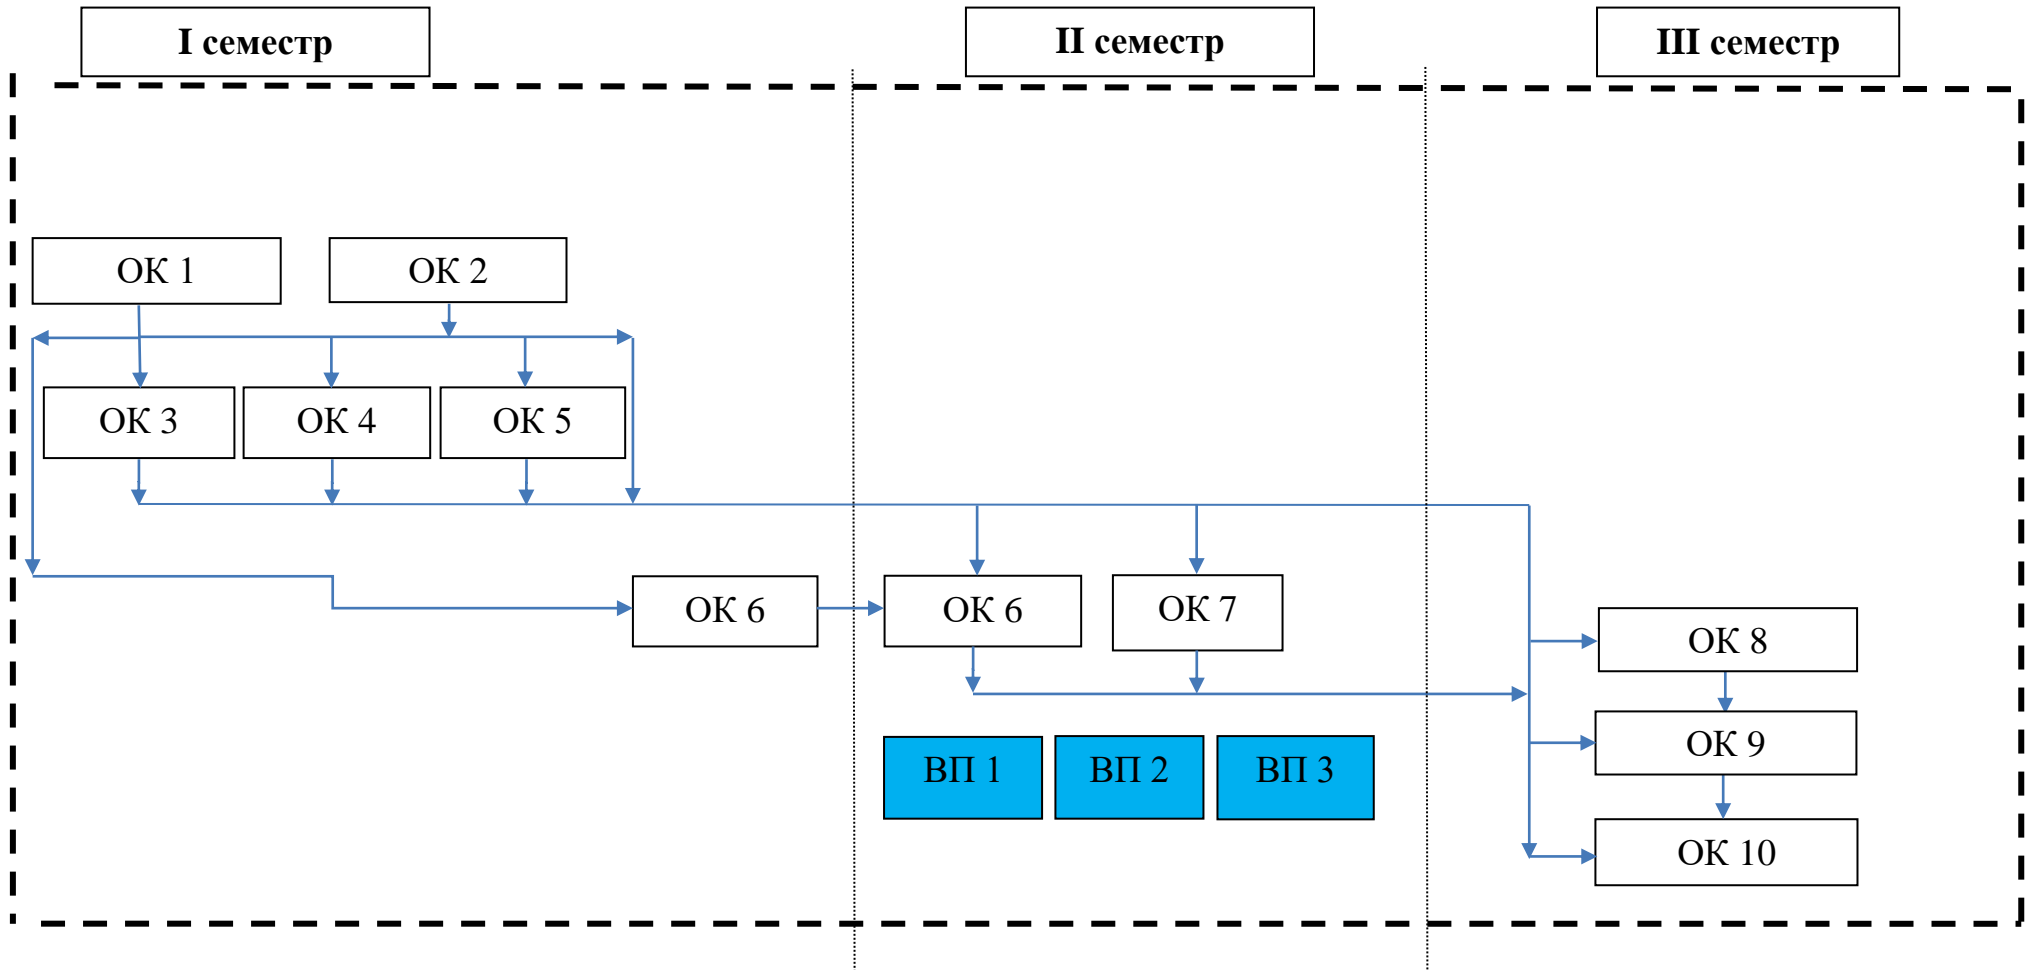 I семестр
II семестр
III семестр
ОК 1
ОК 2
ОК 3
ОК 4
ОК 5
ОК 6
ОК 6
ОК 7
ОК 8
ОК 9
ВП 1
ВП 2
ВП 3
ОК 10